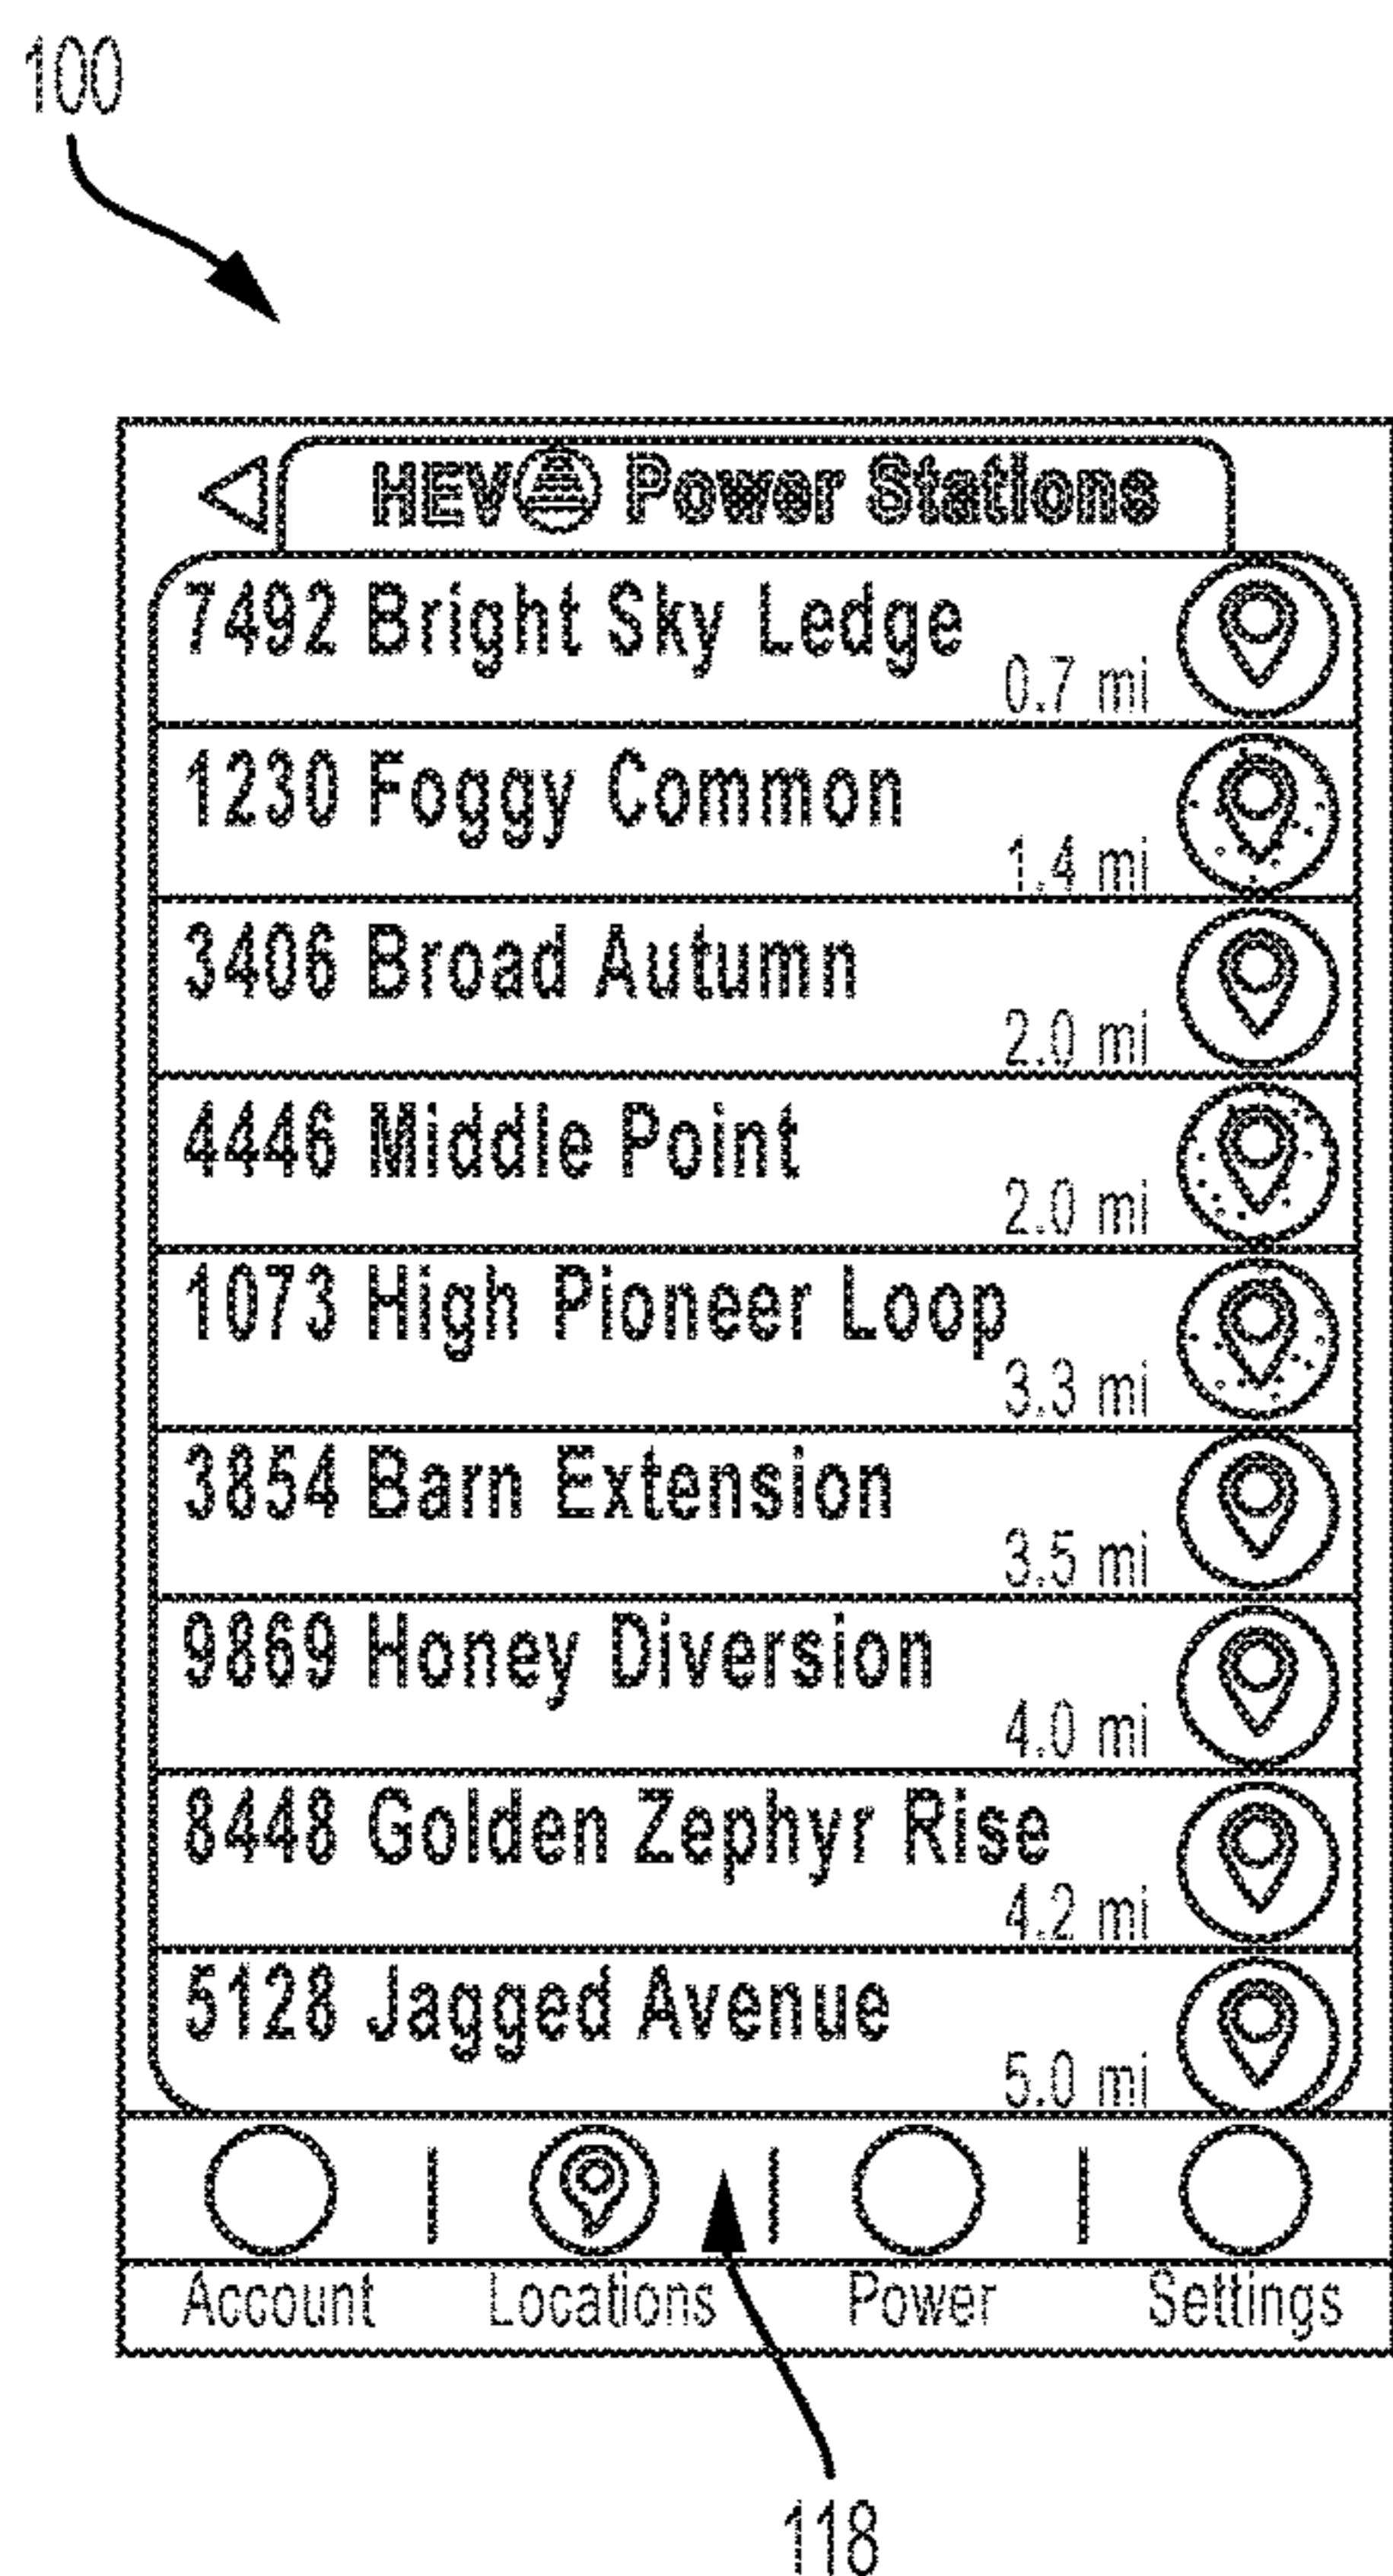 100
HEVO Power Stations
7492 Bright Sky Ledge
0.7 mi
1230 Foggy Common
1.4 mi
3406 Broad Autumn
2.0 mi
4446 Middle Point
2.0 mi
1073 High Pioneer Loop
3.3 mi
3854 Barn Extension
3.5 mi
9869 Honey Diversion
4.0 mi
8448 Golden Zephyr Rise
4.2 mi
5128 Jagged Avenue
5.0 mi
Account Locations Power Settings
118